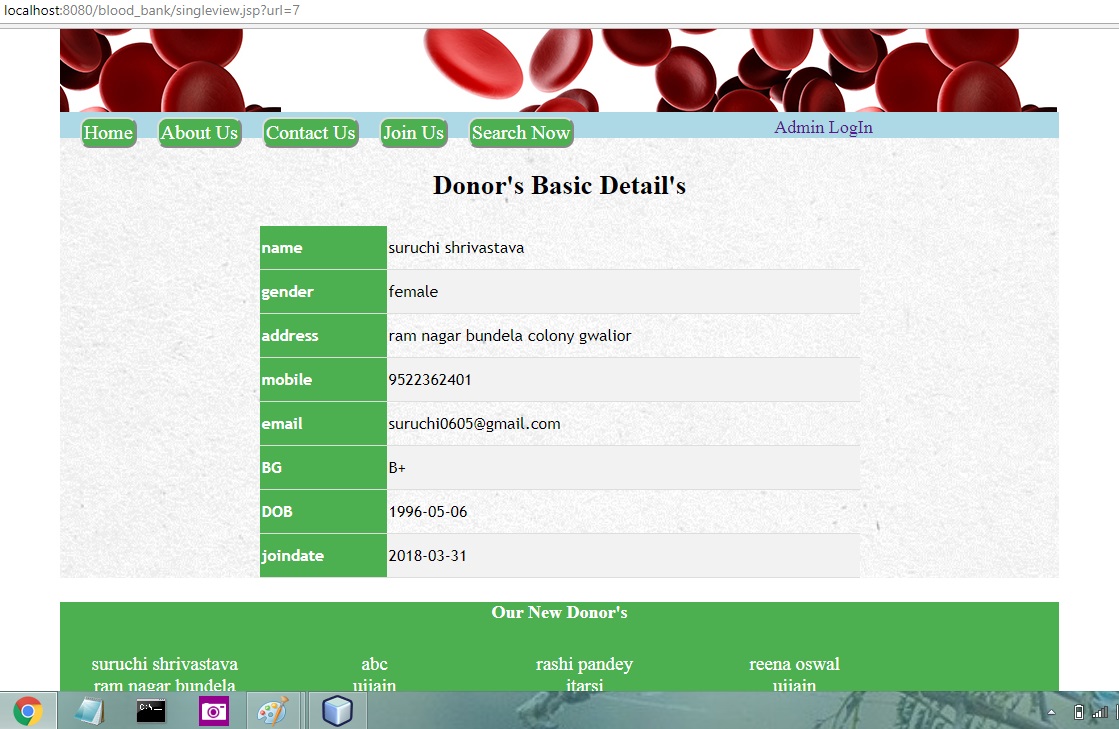 localhost:8080/blood_bank/singleview.jsp?url=7
Home About Us Contact Us Join Us Search Now Admin LogIn
Donor's Basic Detail's
name suruchi shrivastava
gender female
address ram nagar bundela colony gwalior
mobile 9522362401
email suruchi0605@gmail.com
BG B+
DOB 1996-05-06
joindate 2018-03-31
Our New Donor's
suruchi shrivastava abc rashi pandey reena oswal
ram nagar bundela ujjain itarsi ujjain